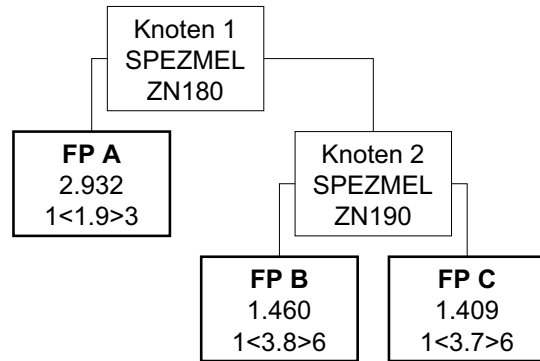 Knoten 1
SPEZMEL
ZN180
FP A
2.932
1<1.9>3
Knoten 2
SPEZMEL
ZN190
FP B
1.460
1<3.8>6
FP C
1.409
1<3.7>6